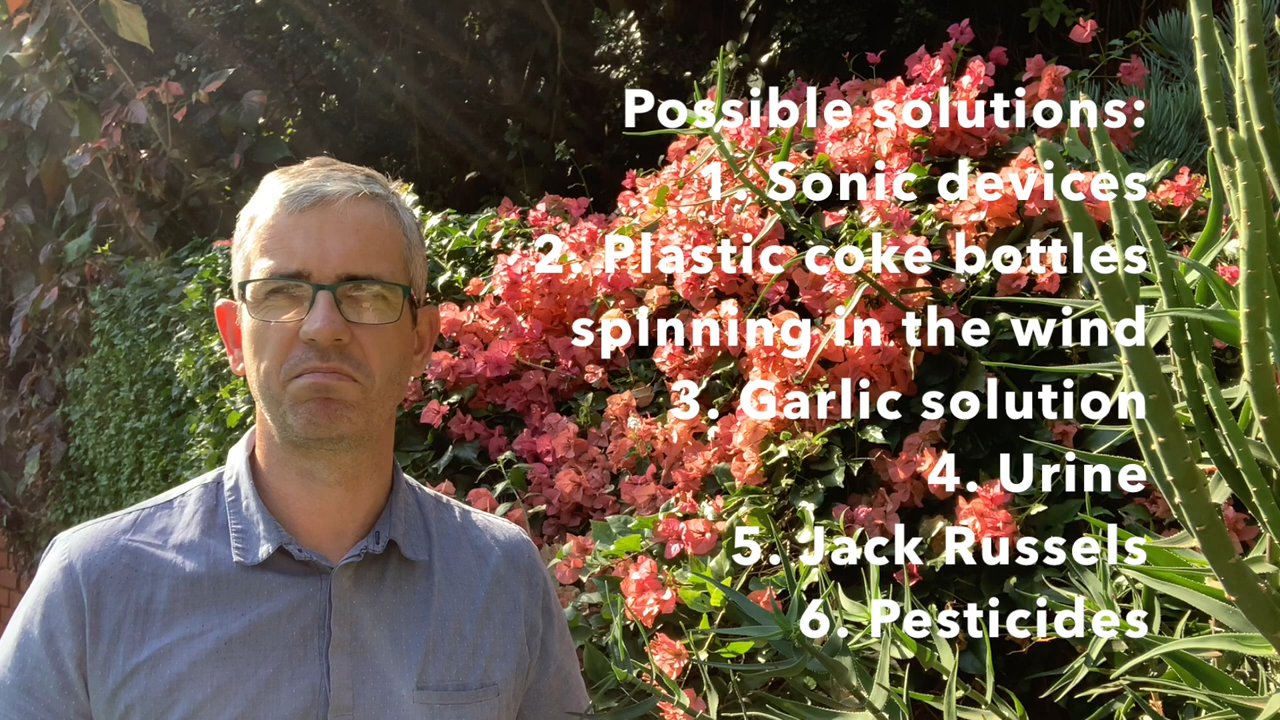 Possible solutions:
1. Sonic devices
2. Plastic coke bottles
spinning in the wind
3. Garlic solution
4. Urine
5. Jack Russels
6. Pesticides